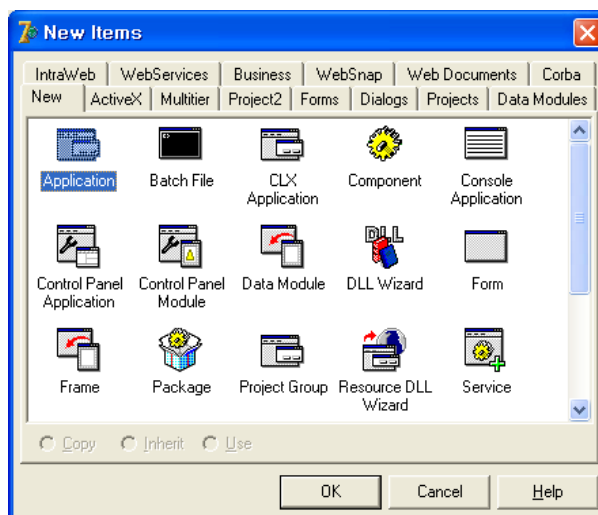 New Items
IntraWeb WebServices Business WebSnap Web Documents Corba
New ActiveX Multitier Project2 Forms Dialogs Projects Data Modules
Application Batch File CLX Application Component Console Application
Control Panel Application Control Panel Module Data Module DLL Wizard Form
Frame Package Project Group Resource DLL Wizard Service
Copy Inherit Use
OK Cancel Help